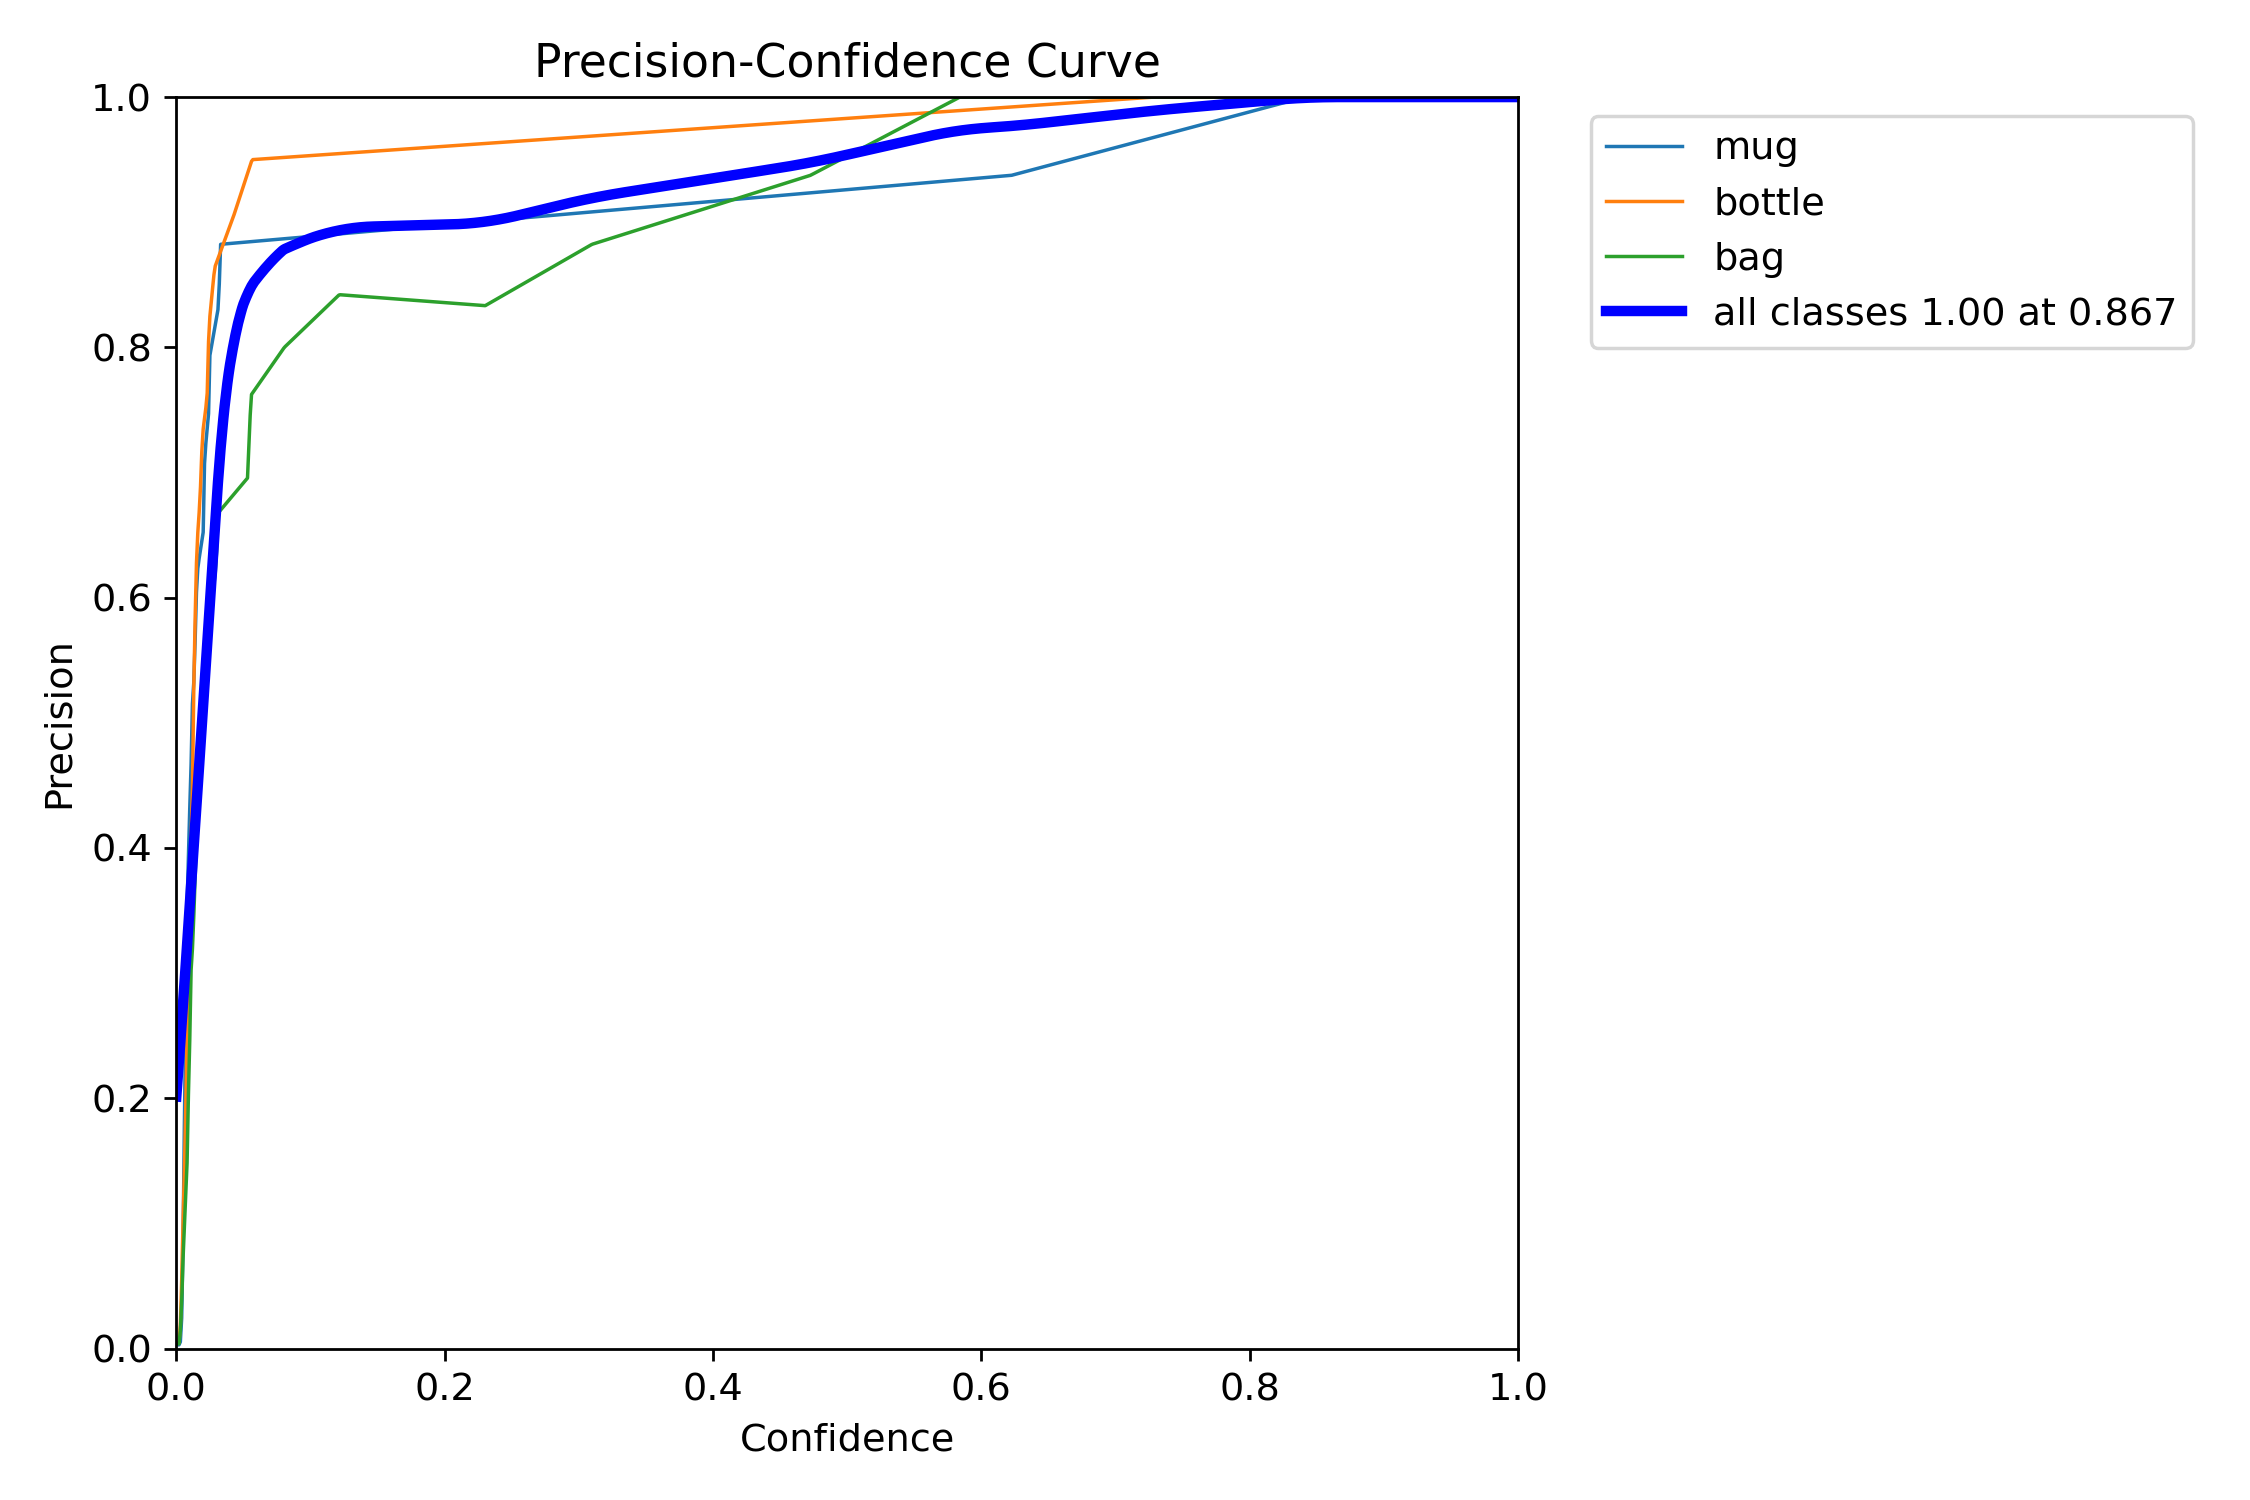 Precision-Confidence Curve
1.0
0.8
0.6
0.4
0.2
0.0
Precision
0.0 0.2 0.4 0.6 0.8 1.0
Confidence
mug
bottle
bag
all classes 1.00 at 0.867